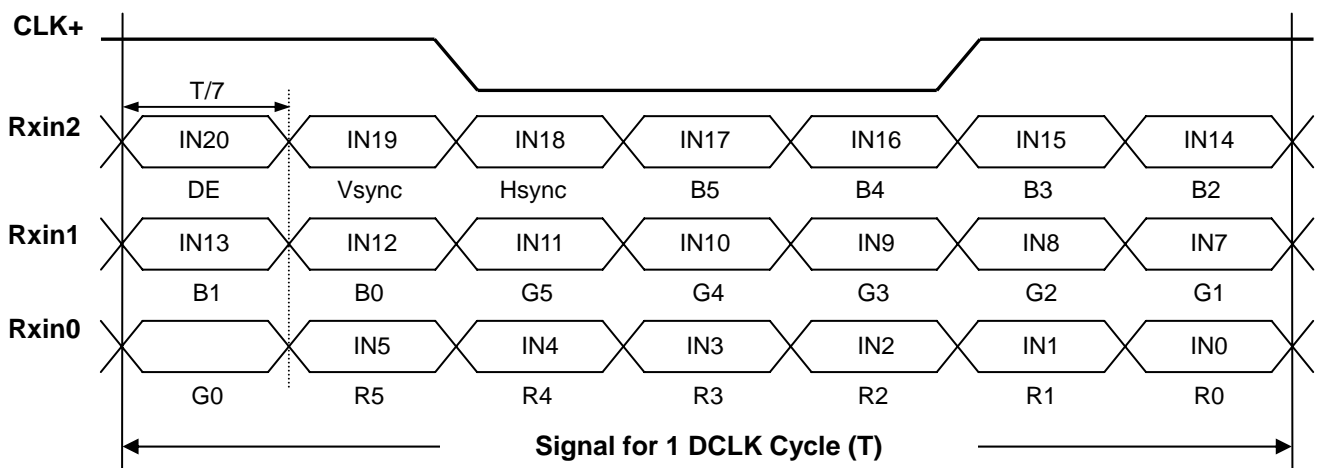 CLK+
T/7
Rxin2 IN20 IN19 IN18 IN17 IN16 IN15 IN14
DE Vsync Hsync B5 B4 B3 B2
Rxin1 IN13 IN12 IN11 IN10 IN9 IN8 IN7
B1 B0 G5 G4 G3 G2 G1
Rxin0 IN5 IN4 IN3 IN2 IN1 IN0
G0 R5 R4 R3 R2 R1 R0
Signal for 1 DCLK Cycle (T)